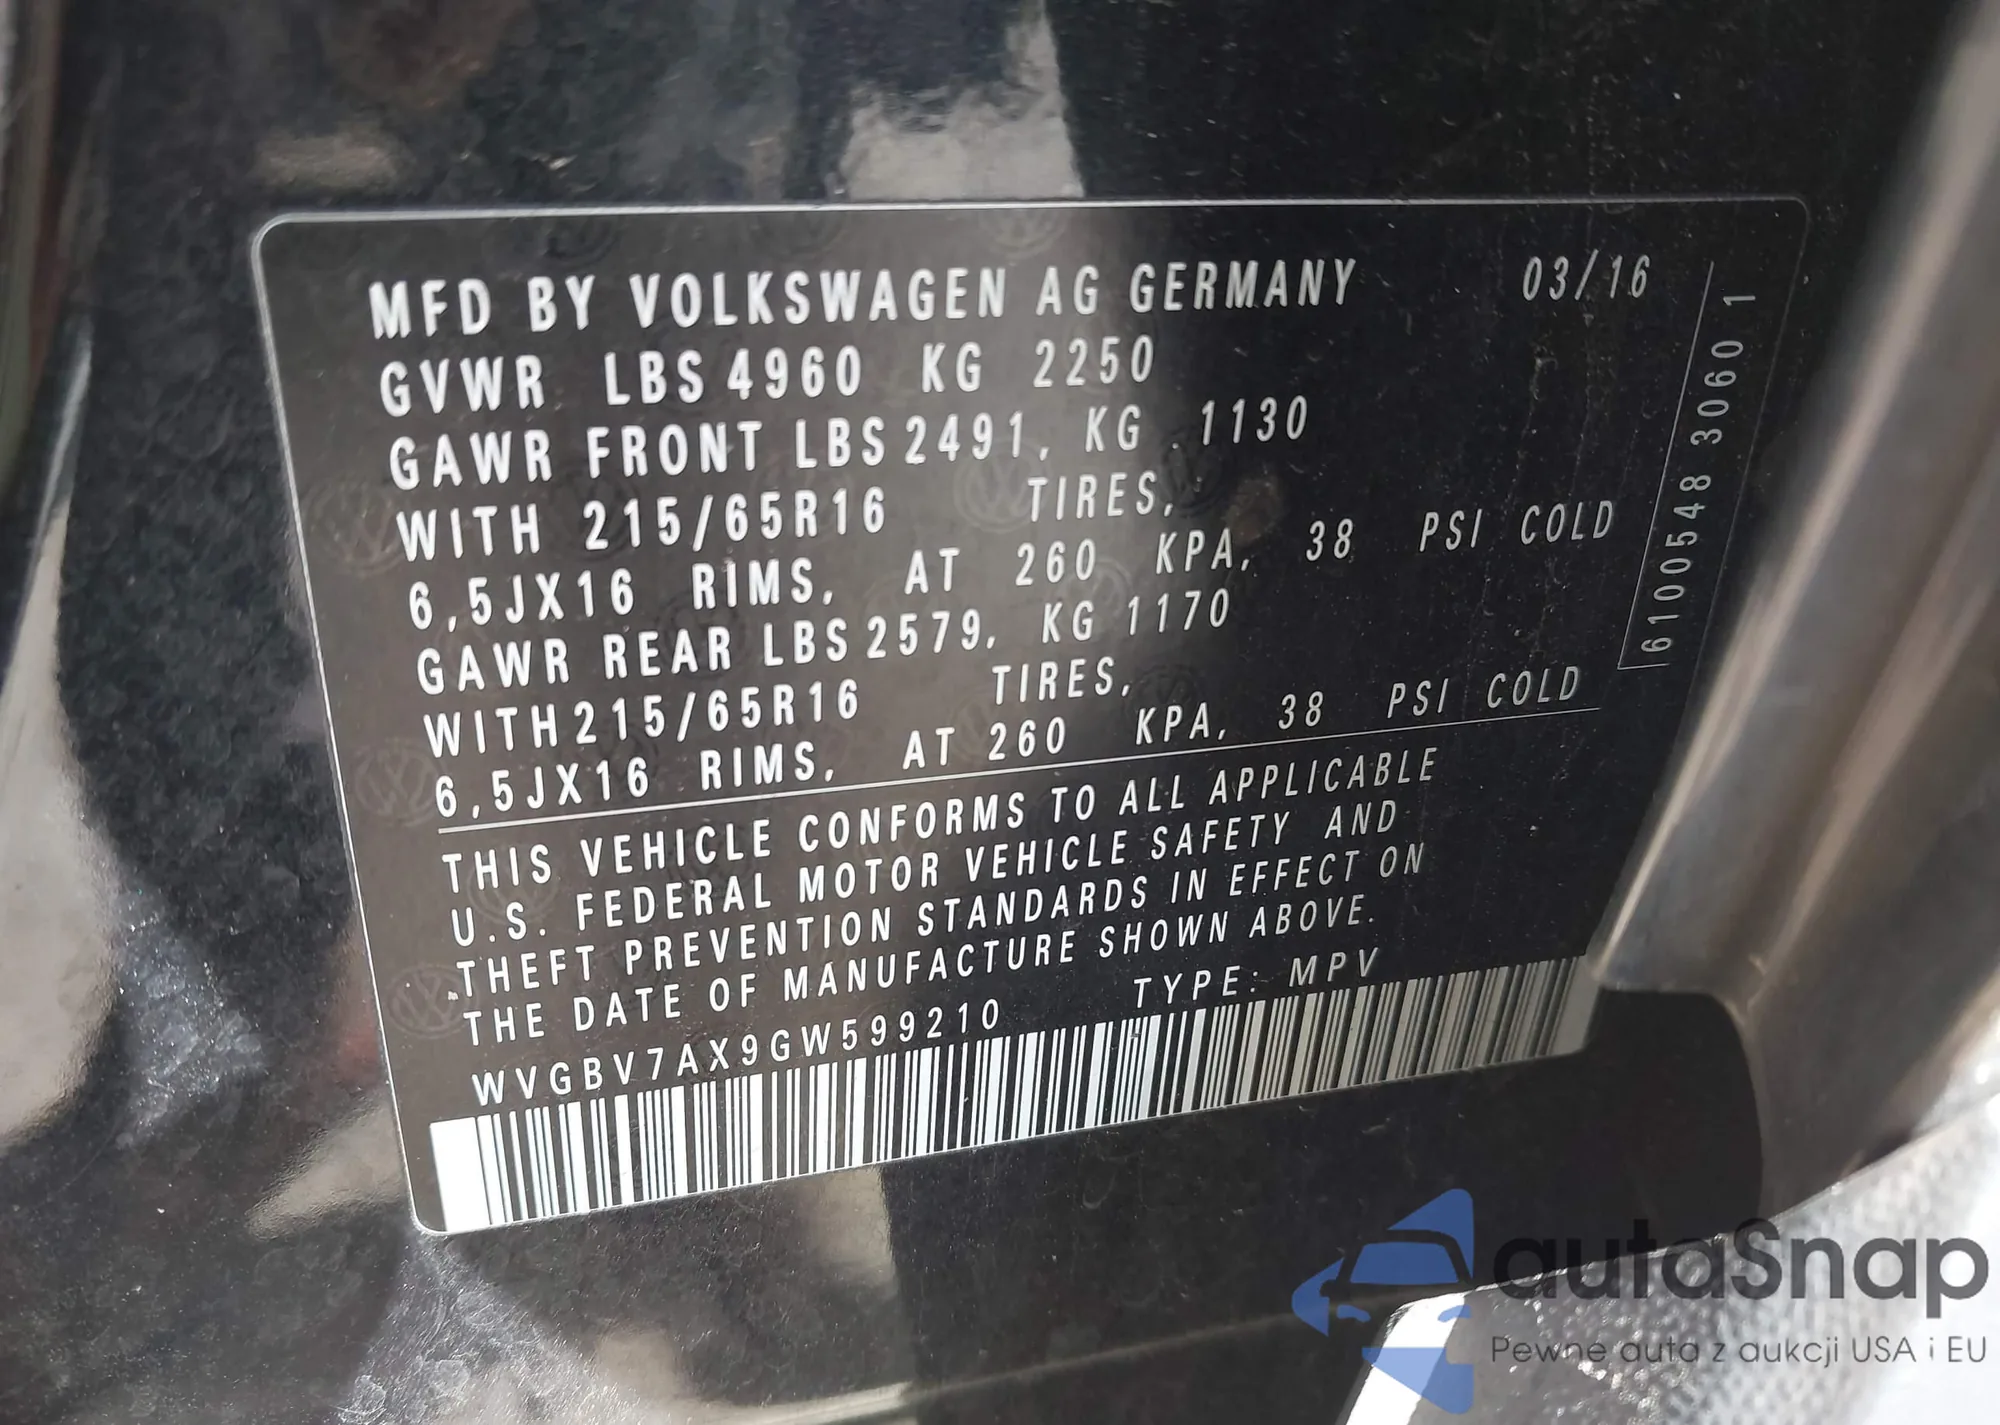 MFD BY VOLKSWAGEN AG GERMANY 03/16
GVWR LBS 4960 KG 2250
GAWR FRONT LBS 2491, KG 1130
WITH 215/65R16 TIRES,
6,5JX16 RIMS, AT 260 KPA, 38 PSI COLD
GAWR REAR LBS 2579, KG 1170
WITH 215/65R16 TIRES,
6,5JX16 RIMS, AT 260 KPA, 38 PSI COLD
THIS VEHICLE CONFORMS TO ALL APPLICABLE
U.S. FEDERAL MOTOR VEHICLE SAFETY AND
THEFT PREVENTION STANDARDS IN EFFECT ON
THE DATE OF MANUFACTURE SHOWN ABOVE.
WVGBV7AX9GW599210 TYPE: MPV
6100548 3060 1
autaSnap
Pewne auta z aukcji USA i EU